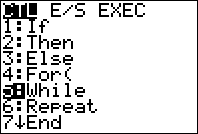 CTL E/S EXEC
1:If
2:Then
3:Else
4:For(
5:While
6:Repeat
7↓End